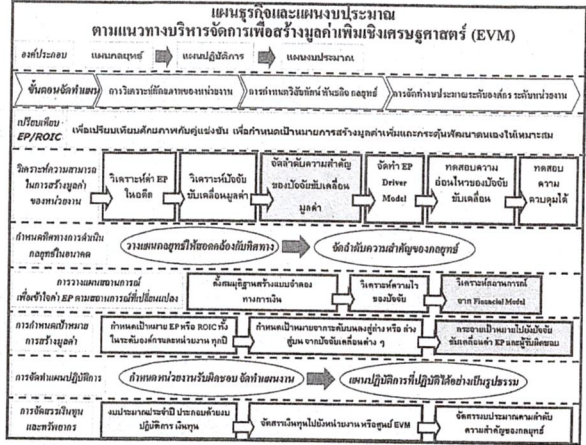 แผนธุรกิจและแผนงบประมาณ
ตามแนวทางบริหารจัดการเพื่อสร้างมูลค่าเพิ่มเชิงเศรษฐศาสตร์ (EVM)
องค์ประกอบ แผนกลยุทธ์ แผนปฏิบัติการ แผนงบประมาณ
ขั้นตอนจัดทำแผน การวิเคราะห์ศักยภาพของหน่วยงาน การกำหนดวิสัยทัศน์ พันธกิจ กลยุทธ์ การจัดทำงบประมาณระดับองค์กร ระดับหน่วยงาน
เปรียบเทียบ
EP/ROIC เพื่อเปรียบเทียบศักยภาพกับคู่แข่งขัน เพื่อกำหนดเป้าหมายการสร้างมูลค่าเพิ่มและกระตุ้นพัฒนาตนเองให้เหมาะสม
วิเคราะห์ความสามารถ
ในการสร้างมูลค่า
ของหน่วยงาน
วิเคราะห์ค่า EP
ในอดีต
วิเคราะห์ปัจจัย
ขับเคลื่อนมูลค่า
จัดลำดับความสำคัญ
ของปัจจัยขับเคลื่อน
มูลค่า
จัดทำ EP
Driver
Model
ทดสอบความ
อ่อนไหวของปัจจัย
ขับเคลื่อน
ทดสอบ
ความ
ควบคุมได้
กำหนดทิศทางการดำเนิน
กลยุทธ์ในอนาคต
วางแผนกลยุทธ์ให้สอดคล้องกับทิศทาง
จัดลำดับความสำคัญของกลยุทธ์
การวางแผนสถานการณ์
เพื่อเข้าใจค่า EP ตามสถานการณ์ที่เปลี่ยนแปลง
ตั้งสมมุติฐานสร้างแบบจำลอง
ทางการเงิน
วิเคราะห์ความไว
ของปัจจัย
วิเคราะห์สถานการณ์
จาก Financial Model
การกำหนดเป้าหมาย
การสร้างมูลค่า
กำหนดเป้าหมาย EP หรือ ROIC ทั้ง
ในระดับองค์กรและหน่วยงาน ทุกปี
กำหนดเป้าหมายจากระดับบนลงสู่ล่าง หรือ ล่าง
สู่บน จากปัจจัยขับเคลื่อนต่าง ๆ
กระจายเป้าหมายไปยังปัจจัย
ขับเคลื่อนค่า EP และผู้รับผิดชอบ
การจัดทำแผนปฏิบัติการ
กำหนดหน่วยงานรับผิดชอบ จัดทำแผนงาน
แผนปฏิบัติการที่ปฏิบัติได้อย่างเป็นรูปธรรม
การจัดสรรเงินทุน
และทรัพยากร
งบประมาณประจำปี ประกอบด้วยงบ
ปฏิบัติการ เงินทุน
จัดสรรเงินทุนไปยังหน่วยงาน หรือศูนย์ EVM
จัดสรรงบประมาณตามลำดับ
ความสำคัญของกลยุทธ์